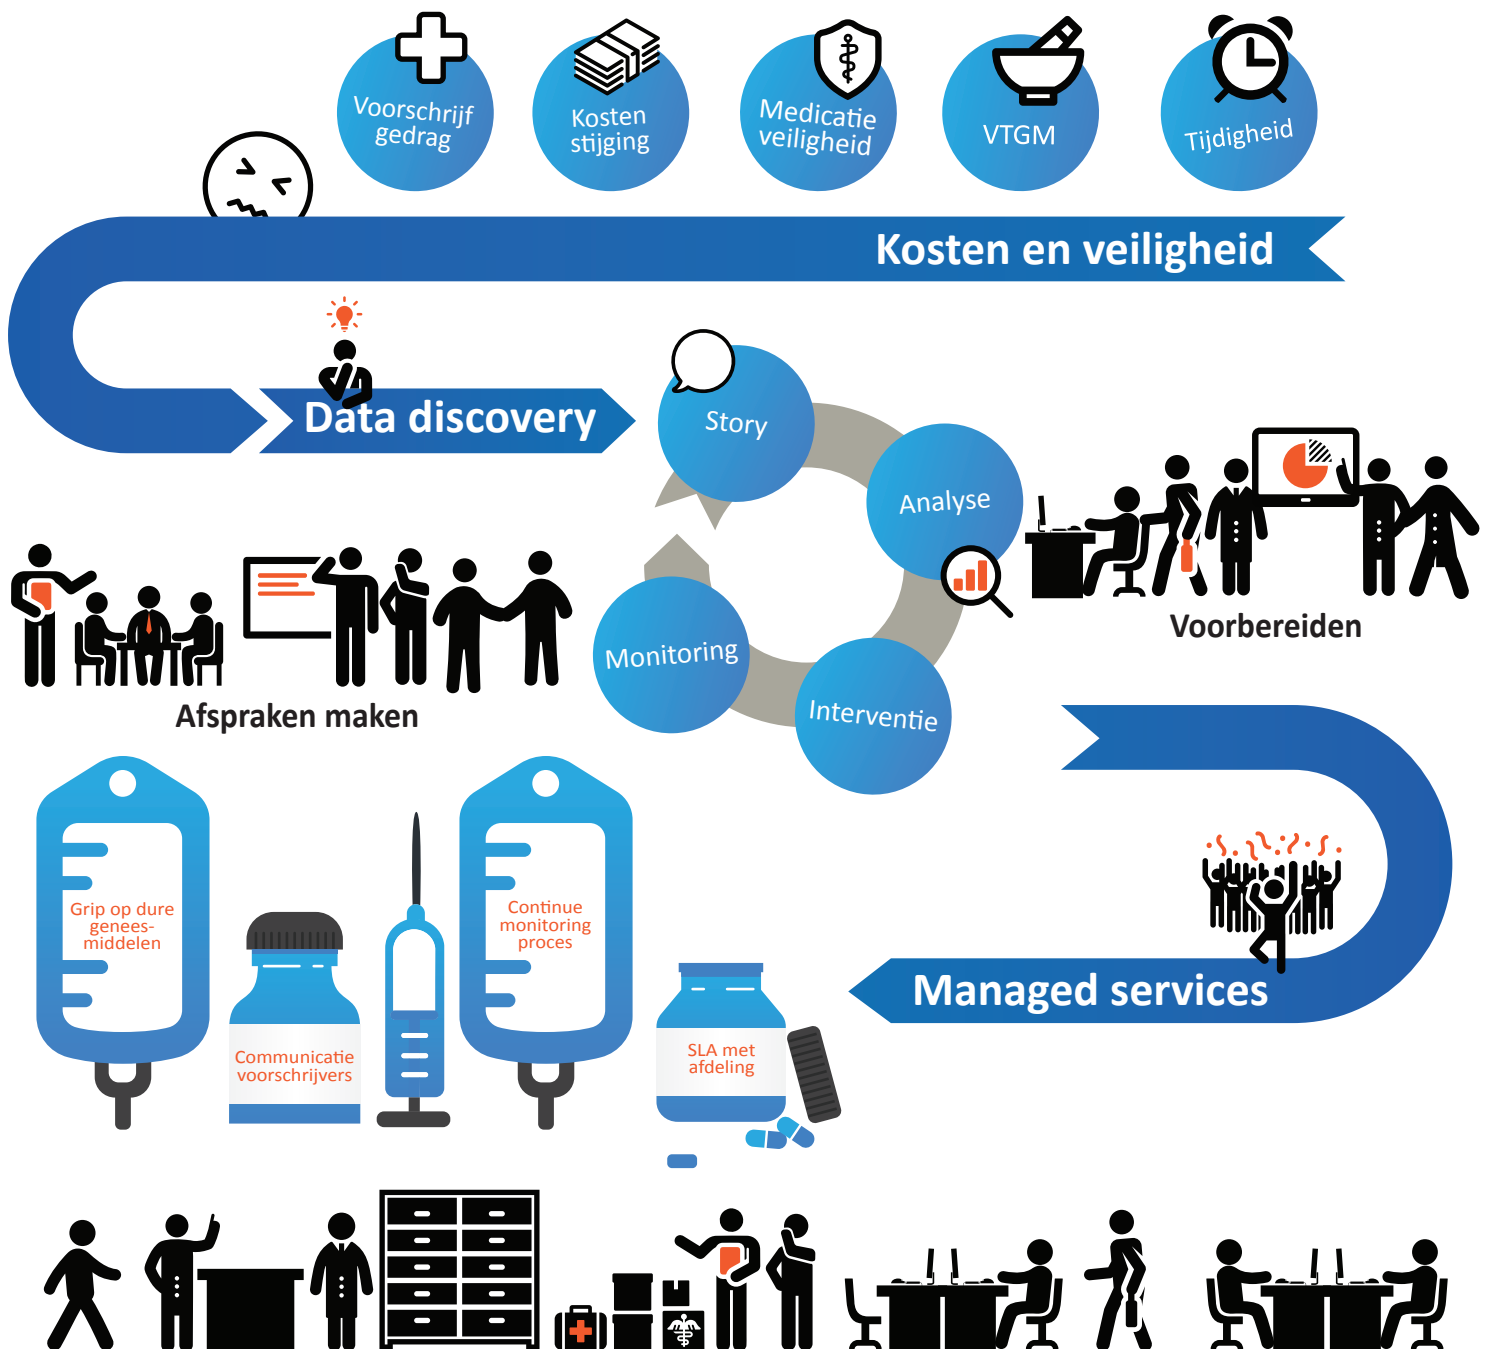 Voorschrijf
gedrag
Kosten
stijging
Medicatie
veiligheid
VTGM
Tijdigheid
Kosten en veiligheid
Data discovery
Story
Analyse
Interventie
Monitoring
Voorbereiden
Afspraken maken
Grip op dure
genees-
middelen
Communicatie
voorschrijvers
Continue
monitoring
proces
SLA met
afdeling
Managed services